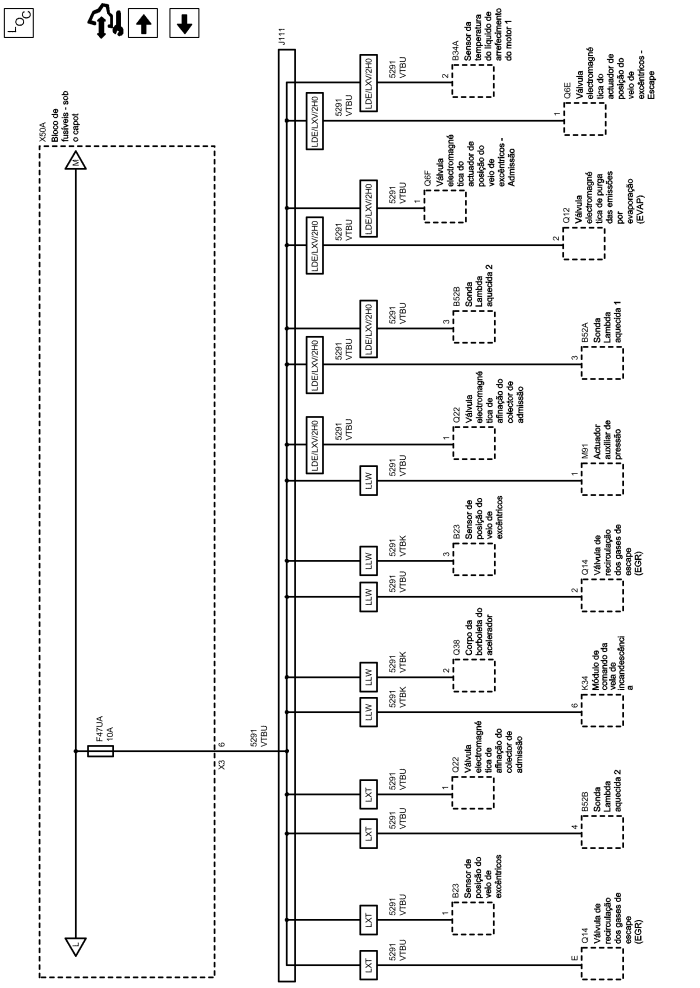 LOC
X50A
Bloco de
fusíveis - sob
o capot
M
L
F47UA
10A
X3
6
5291
VTBU
J111
LDE/LXV/2H0
5291
VTBU
2
B34A
Sensor da
temperatura
do líquido de
arrefecimento
do motor 1
LDE/LXV/2H0
5291
VTBU
1
Q6E
Válvula
electromagné
tica do
actuador de
posição do
veio de
excêntricos -
Escape
LDE/LXV/2H0
5291
VTBU
1
Q6F
Válvula
electromagné
tica do
actuador de
posição do
veio de
excêntricos -
Admissão
LDE/LXV/2H0
5291
VTBU
2
Q12
Válvula
electromagné
tica de purga
das emissões
por
evaporação
(EVAP)
LDE/LXV/2H0
5291
VTBU
3
B52B
Sonda
Lambda
aquecida 2
LDE/LXV/2H0
5291
VTBU
3
B52A
Sonda
Lambda
aquecida 1
LDE/LXV/2H0
5291
VTBU
1
Q22
Válvula
electromagné
tica de
afinação do
colector de
admissão
LLW
5291
VTBU
1
M91
Actuador
auxiliar de
pressão
LLW
5291
VTBK
3
B23
Sensor de
posição do
veio de
excêntricos
LLW
5291
VTBU
2
Q14
Válvula de
recirculação
dos gases de
escape
(EGR)
LLW
5291
VTBK
2
Q38
Corpo da
borboleta do
acelerador
LLW
5291
VTBK
6
K34
Módulo de
comando da
vela de
incandescênci
a
LXT
5291
VTBU
1
Q22
Válvula
electromagné
tica de
afinação do
colector de
admissão
LXT
5291
VTBU
4
B52B
Sonda
Lambda
aquecida 2
LXT
5291
VTBU
1
B23
Sensor de
posição do
veio de
excêntricos
LXT
5291
VTBU
E
Q14
Válvula de
recirculação
dos gases de
escape
(EGR)